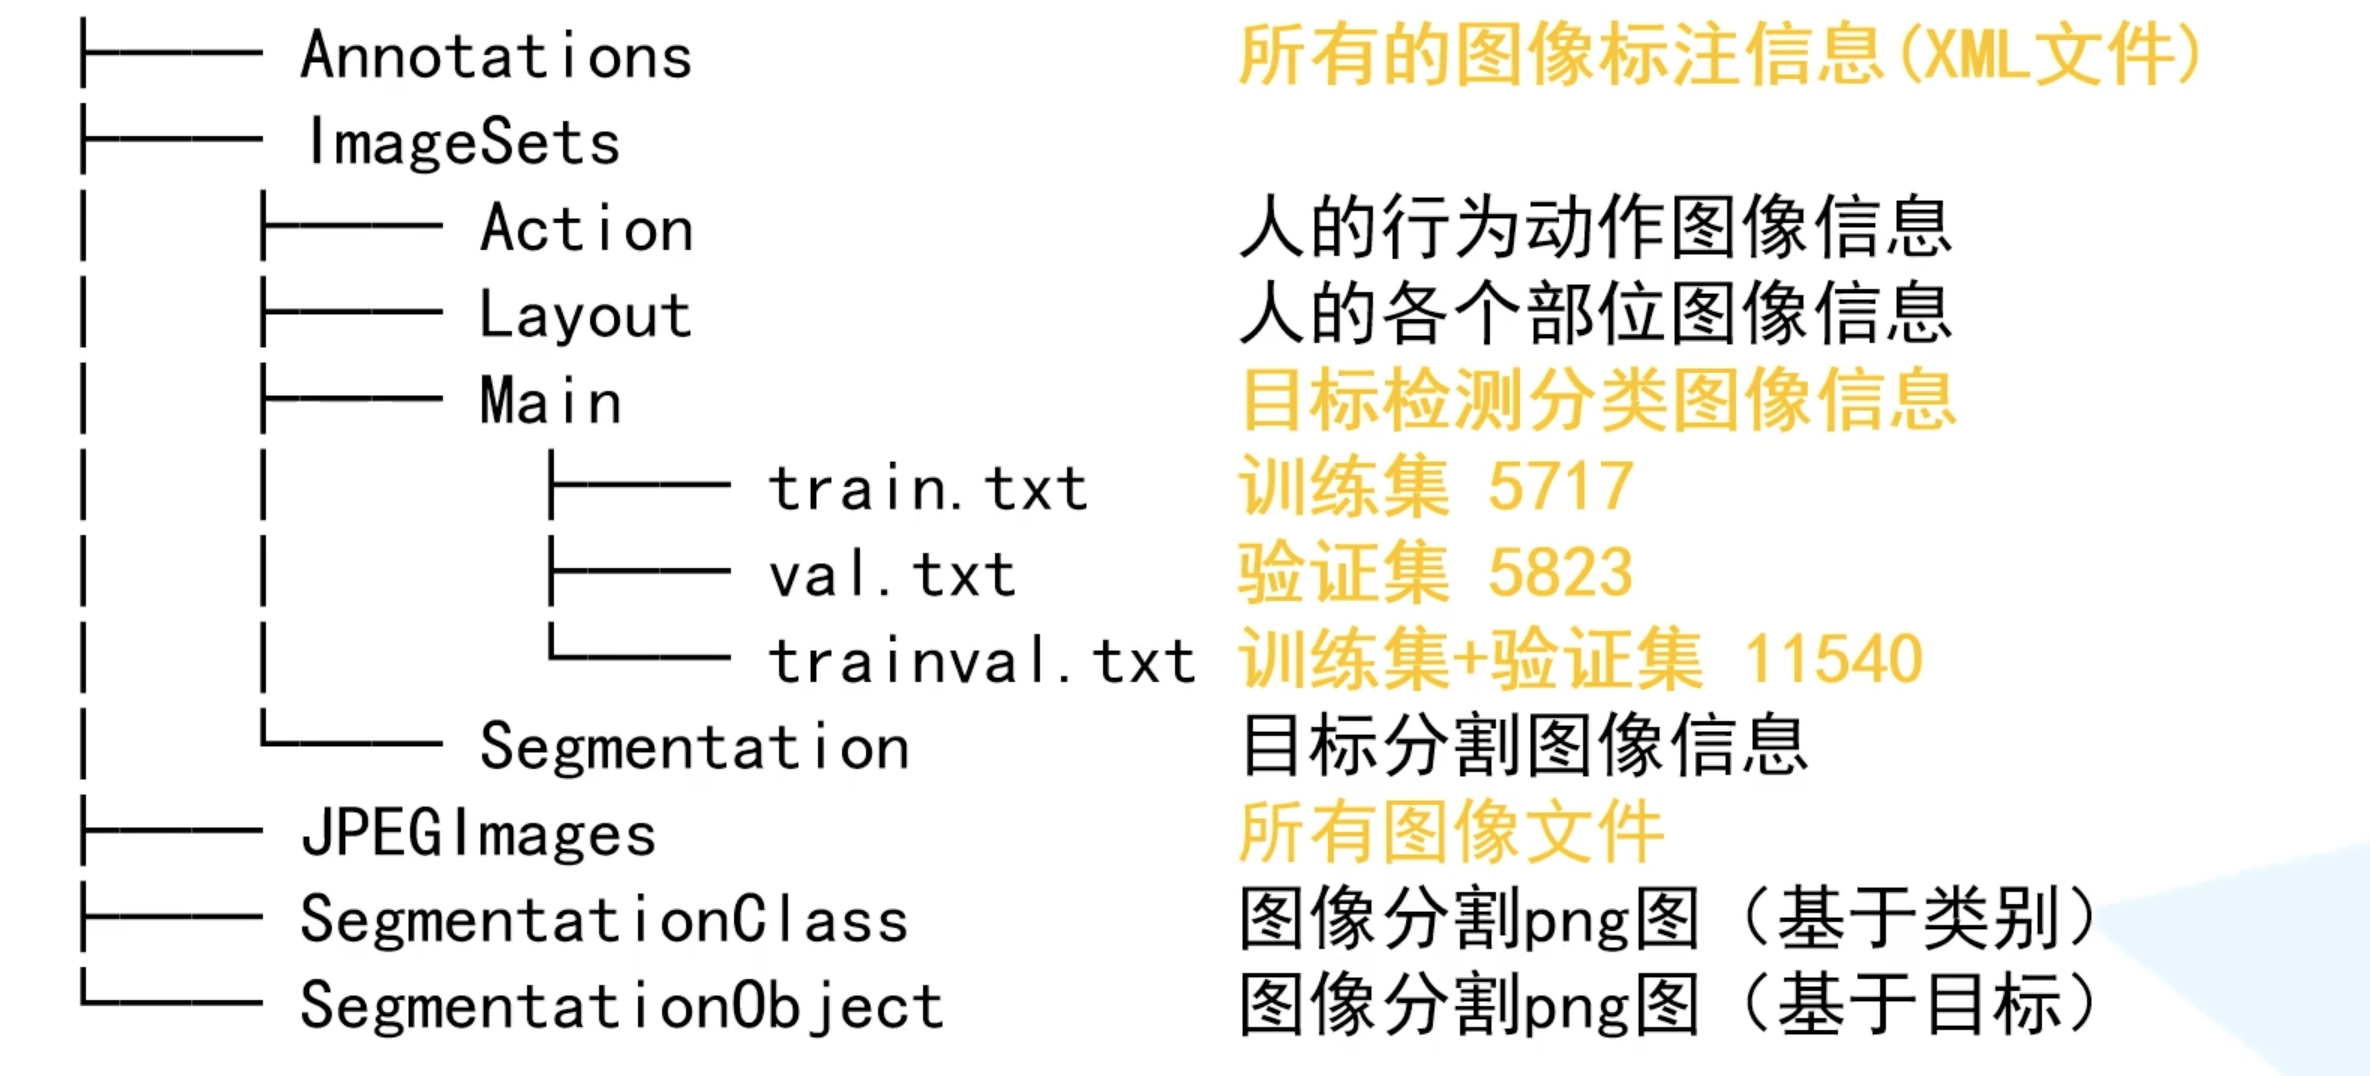 Annotations 所有的图像标注信息(XML文件)
ImageSets
Action 人的行为动作图像信息
Layout 人的各个部位图像信息
Main 目标检测分类图像信息
train.txt 训练集 5717
val.txt 验证集 5823
trainval.txt 训练集+验证集 11540
Segmentation 目标分割图像信息
JPEGImages 所有图像文件
SegmentationClass 图像分割png图（基于类别）
SegmentationObject 图像分割png图（基于目标）